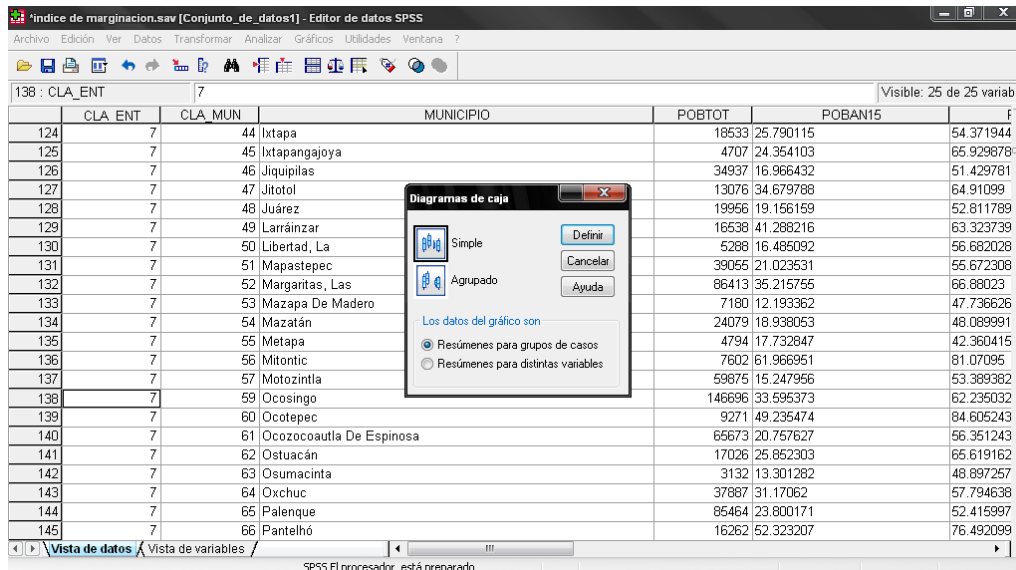 *indice de marginacion.sav [Conjunto_de_datos1] - Editor de datos SPSS
Archivo Edición Ver Datos Transformar Analizar Gráficos Utilidades Ventana ?
138 : CLA_ENT 7 Visible: 25 de 25 variab
CLA_ENT CLA_MUN MUNICIPIO POBTOT POBAN15
124 7 44 Ixtapa 18533 25.790115 54.371944
125 7 45 Ixtapangajoya 4707 24.354103 65.929878
126 7 46 Jiquipilas 34937 16.966432 51.429781
127 7 47 Jitotol 13076 34.679788 64.91099
128 7 48 Juárez 19956 19.156159 52.811789
129 7 49 Larráinzar 16538 41.288216 63.323739
130 7 50 Libertad, La 5288 16.485092 56.682028
131 7 51 Mapastepec 39055 21.023531 55.672308
132 7 52 Margaritas, Las 86413 35.215755 66.88023
133 7 53 Mazapa De Madero 7180 12.193362 47.736626
134 7 54 Mazatán 24079 18.938053 48.089991
135 7 55 Metapa 4794 17.732847 42.360415
136 7 56 Mitontic 7602 61.966951 81.07095
137 7 57 Motozintla 59875 15.247956 53.389382
138 7 59 Ocosingo 146696 33.595373 62.235032
139 7 60 Ocotepec 9271 49.235474 84.605243
140 7 61 Ocozocoautla De Espinosa 65673 20.757627 56.351243
141 7 62 Ostuacán 17026 25.852303 65.619162
142 7 63 Osumacinta 3132 13.301282 48.897257
143 7 64 Oxchuc 37887 31.17062 57.794638
144 7 65 Palenque 85464 23.800171 52.415997
145 7 66 Pantelhó 16262 52.323207 76.492099
Diagramas de caja
Simple
Agrupado
Definir
Cancelar
Ayuda
Los datos del gráfico son
Resúmenes para grupos de casos
Resúmenes para distintas variables
Vista de datos Vista de variables
SPSS El procesador está preparado